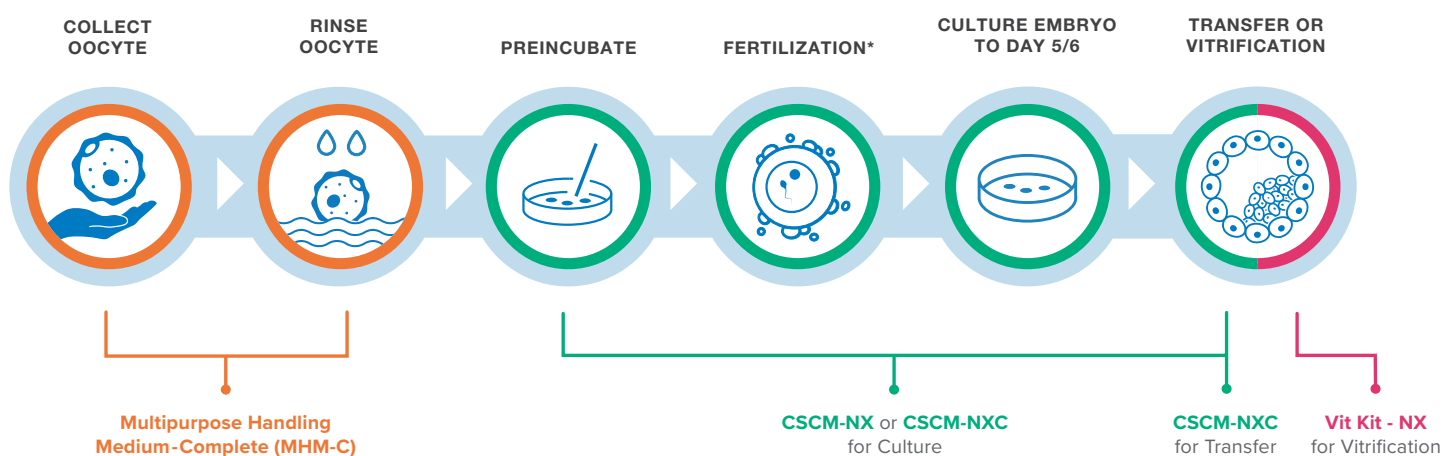 COLLECT
OOCYTE
RINSE
OOCYTE
PREINCUBATE
FERTILIZATION*
CULTURE EMBRYO
TO DAY 5/6
TRANSFER OR
VITRIFICATION
Multipurpose Handling
Medium-Complete (MHM-C)
CSCM-NX or CSCM-NXC
for Culture
CSCM-NXC
for Transfer
Vit Kit - NX
for Vitrification